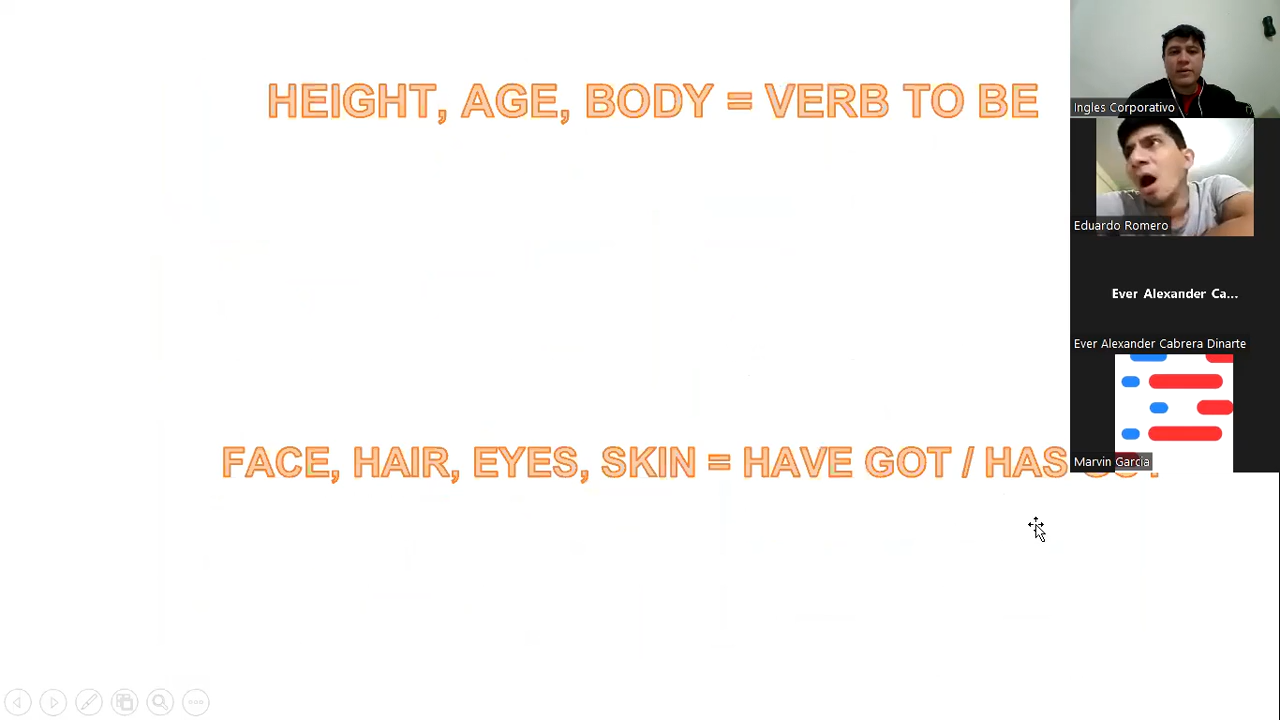 HEIGHT, AGE, BODY = VERB TO BE
Ingles Corporativo
Eduardo Romero
Ever Alexander Ca...
Ever Alexander Cabrera Dinarte
FACE, HAIR, EYES, SKIN = HAVE GOT / HAS
Marvin Garcia